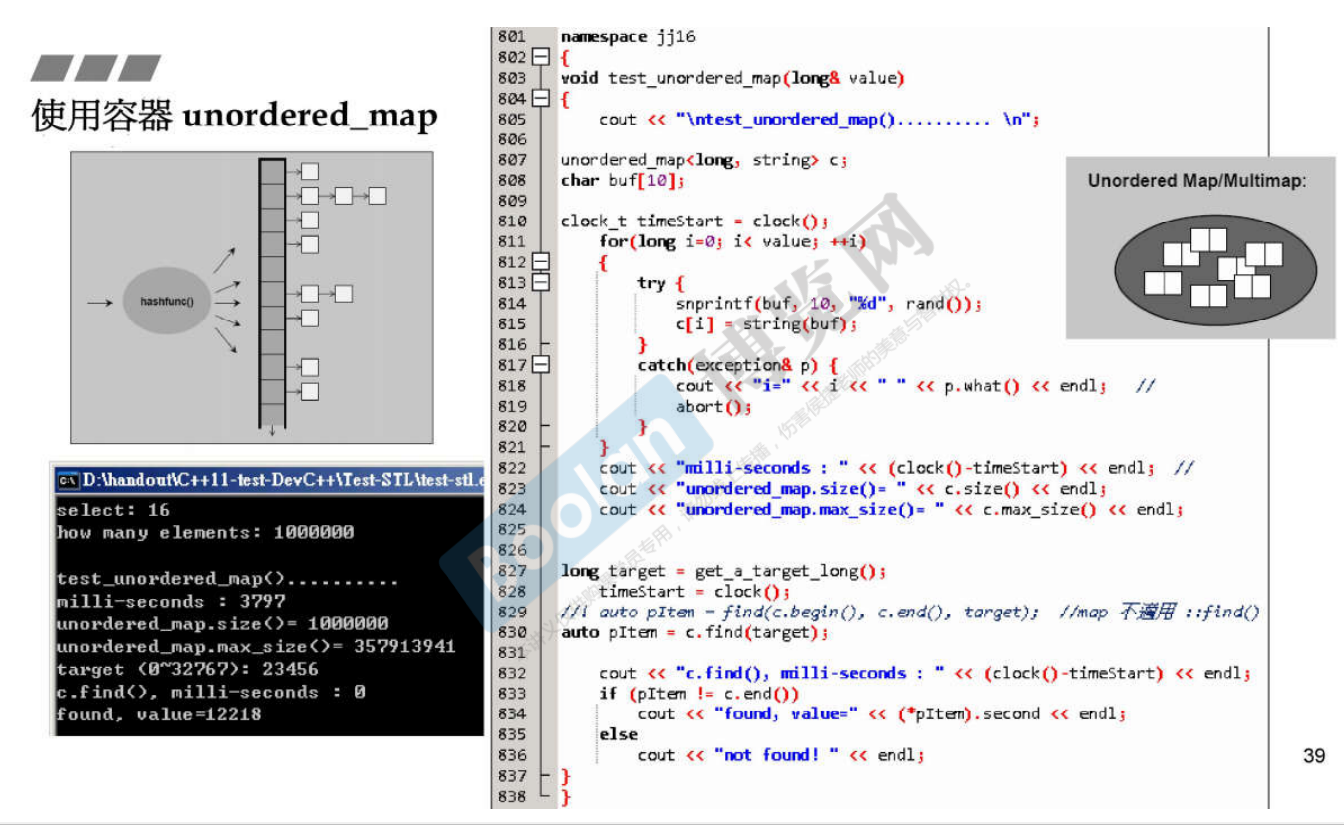 使用容器 unordered_map
hashfunc()
D:\handout\C++11-test-DevC++\Test-STL\test-stl.e
select: 16
how many elements: 1000000
test_unordered_map()..........
milli-seconds : 3797
unordered_map.size()= 1000000
unordered_map.max_size()= 357913941
target (0~32767): 23456
c.find(), milli-seconds : 0
found, value=12218
801 namespace jj16
802 {
803 void test_unordered_map(long& value)
804 {
805 cout << "\ntest_unordered_map().......... \n";
806
807 unordered_map<long, string> c;
808 char buf[10];
809
810 clock_t timeStart = clock();
811 for(long i=0; i< value; ++i)
812 {
813 try {
814 snprintf(buf, 10, "%d", rand());
815 c[i] = string(buf);
816 }
817 catch(exception& p) {
818 cout << "i=" << i << " " << p.what() << endl; //
819 abort();
820 }
821 }
822 cout << "milli-seconds : " << (clock()-timeStart) << endl; //
823 cout << "unordered_map.size()= " << c.size() << endl;
824 cout << "unordered_map.max_size()= " << c.max_size() << endl;
825
826
827 long target = get_a_target_long();
828 timeStart = clock();
829 //! auto pItem = find(c.begin(), c.end(), target); //map 不適用 ::find()
830 auto pItem = c.find(target);
831
832 cout << "c.find(), milli-seconds : " << (clock()-timeStart) << endl;
833 if (pItem != c.end())
834 cout << "found, value=" << (*pItem).second << endl;
835 else
836 cout << "not found! " << endl;
837 }
838 }
Unordered Map/Multimap:
Boolan 博览网
39